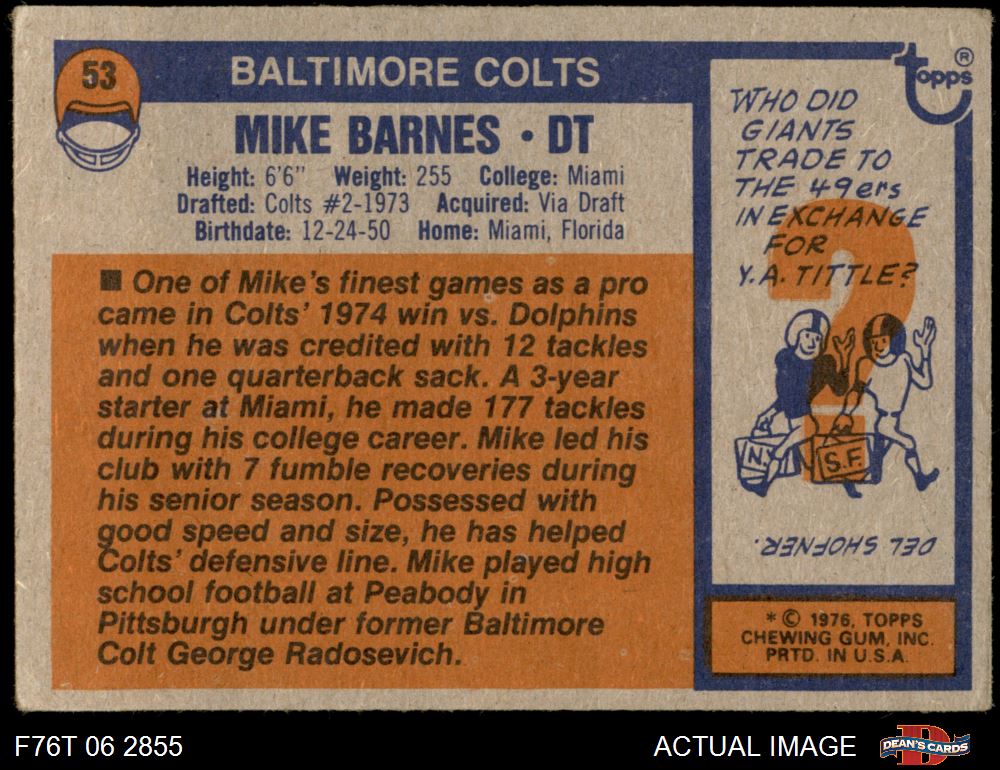 53
BALTIMORE COLTS
MIKE BARNES • DT
Height: 6'6" Weight: 255 College: Miami
Drafted: Colts #2-1973 Acquired: Via Draft
Birthdate: 12-24-50 Home: Miami, Florida
■ One of Mike's finest games as a pro
came in Colts' 1974 win vs. Dolphins
when he was credited with 12 tackles
and one quarterback sack. A 3-year
starter at Miami, he made 177 tackles
during his college career. Mike led his
club with 7 fumble recoveries during
his senior season. Possessed with
good speed and size, he has helped
Colts' defensive line. Mike played high
school football at Peabody in
Pittsburgh under former Baltimore
Colt George Radosevich.
Topps ®
WHO DID
GIANTS
TRADE TO
THE 49ers
IN EXCHANGE
FOR
Y.A. TITTLE?
?
N.Y.
S.F.
DEL SHOFNER.
* © 1976, TOPPS
CHEWING GUM, INC.
PRTD. IN U.S.A.
F76T 06 2855
ACTUAL IMAGE
D
DEAN'S CARDS